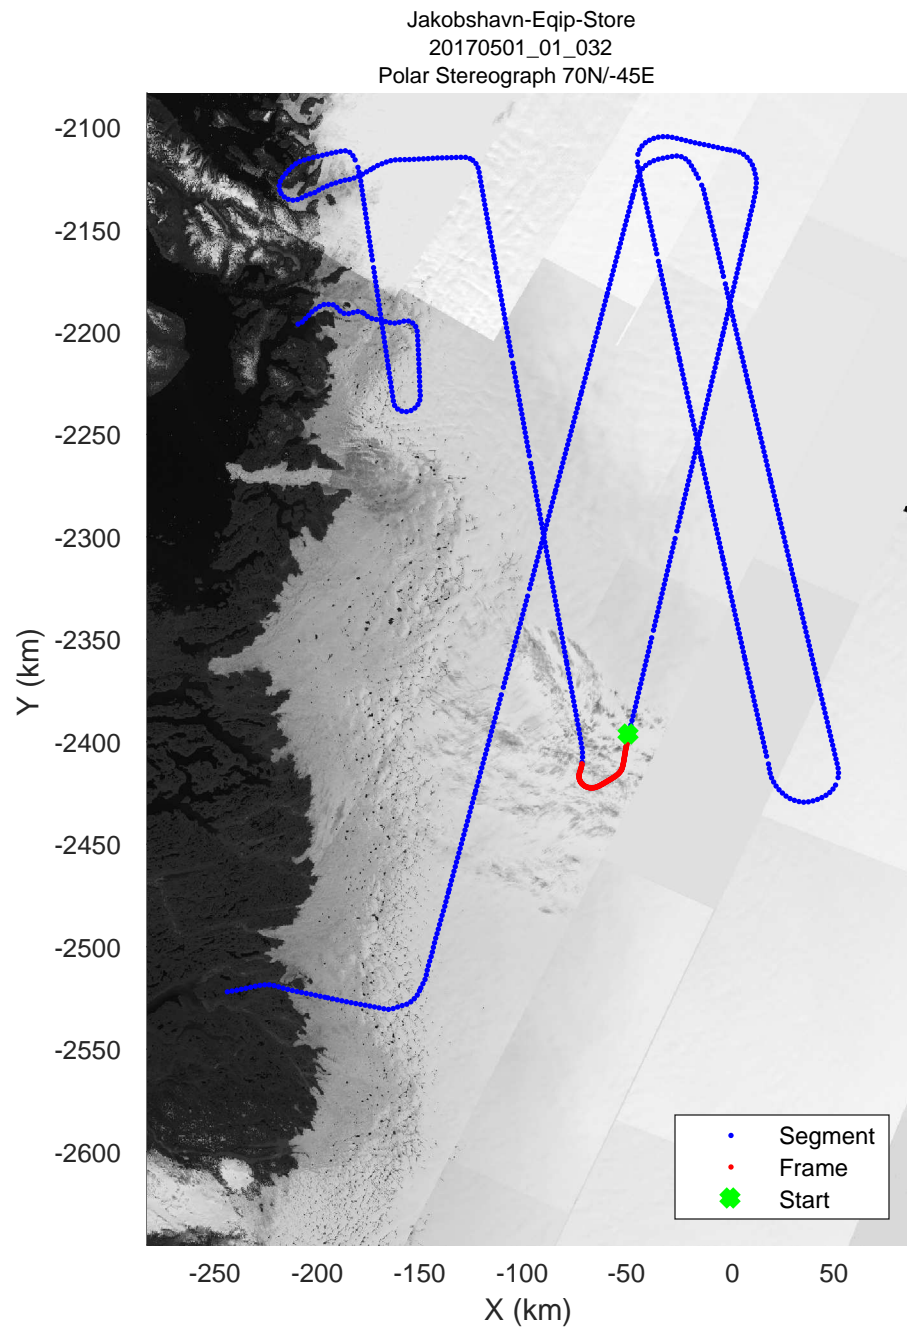 Jakobshavn-Eqip-Store
20170501_01_032
Polar Stereograph 70N/-45E
-2100
-2150
-2200
-2250
-2300
-2350
-2400
-2450
-2500
-2550
-2600
Y (km)
Segment
Frame
Start
-250 -200 -150 -100 -50 0 50
X (km)